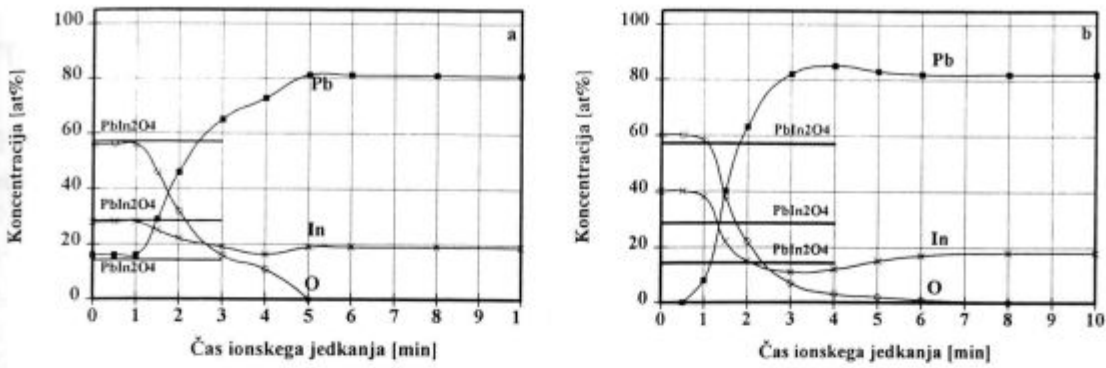 100
80
60
40
20
0
Koncentracija [at%]
a
Pb
PbIn2O4
PbIn2O4
PbIn2O4
In
O
0 1 2 3 4 5 6 7 8 9 1
Čas ionskega jedkanja [min]
100
80
60
40
20
0
Koncentracija [at%]
b
Pb
PbIn2O4
PbIn2O4
PbIn2O4
In
O
0 1 2 3 4 5 6 7 8 9 10
Čas ionskega jedkanja [min]